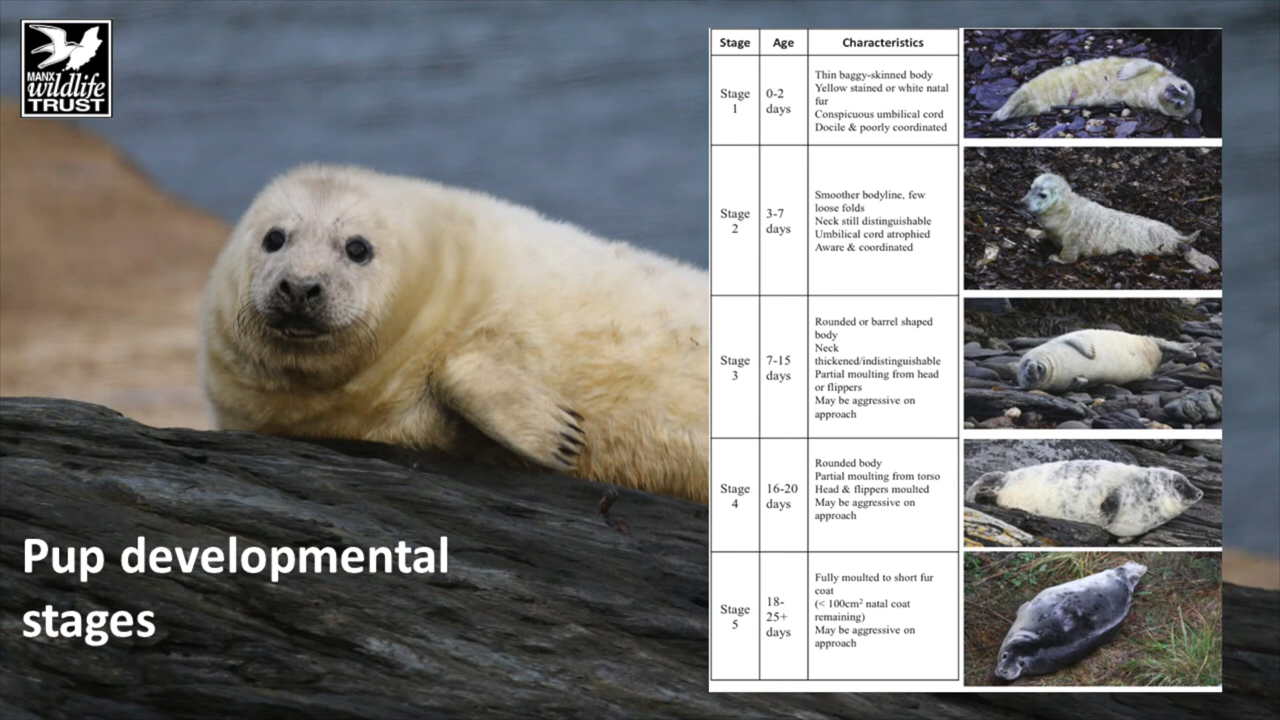 MANX
wildlife
TRUST
Pup developmental
stages
Stage Age Characteristics
Stage
1
0-2
days
Thin baggy-skinned body
Yellow stained or white natal
fur
Conspicuous umbilical cord
Docile & poorly coordinated
Stage
2
3-7
days
Smoother bodyline, few
loose folds
Neck still distinguishable
Umbilical cord atrophied
Aware & coordinated
Stage
3
7-15
days
Rounded or barrel shaped
body
Neck
thickened/indistinguishable
Partial moulting from head
or flippers
May be aggressive on
approach
Stage
4
16-20
days
Rounded body
Partial moulting from torso
Head & flippers moulted
May be aggressive on
approach
Stage
5
18-
25+
days
Fully moulted to short fur
coat
(< 100cm² natal coat
remaining)
May be aggressive on
approach